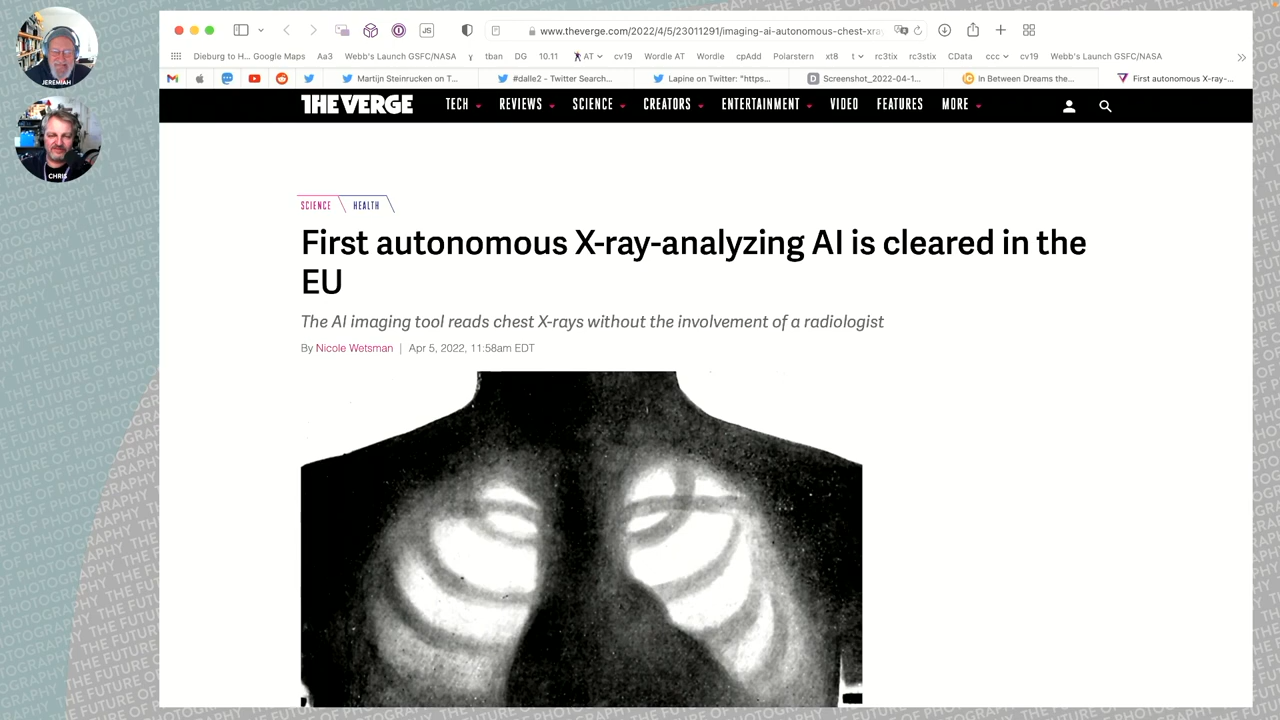 JEREMIAH
CHRIS
www.theverge.com/2022/4/5/23011291/imaging-ai-autonomous-chest-xra
JS
Dieburg to H... Google Maps Aa3 Webb's Launch GSFC/NASA γ tban DG 10.11 AT cv19 Wordle AT Wordle cpAdd Polarstern xt8 t rc3tix rc3stix CData cv19 ccc Webb's Launch GSFC/NASA
Martijn Steinrucken on T... #dalle2 - Twitter Search... Lapine on Twitter: "https... Screenshot_2022-04-1... In Between Dreams the... First autonomous X-ray-...
THE VERGE TECH REVIEWS SCIENCE CREATORS ENTERTAINMENT VIDEO FEATURES MORE
SCIENCE HEALTH
First autonomous X-ray-analyzing AI is cleared in the
EU
The AI imaging tool reads chest X-rays without the involvement of a radiologist
By Nicole Wetsman | Apr 5, 2022, 11:58am EDT
THE FUTURE OF PHOTOGRAPHY